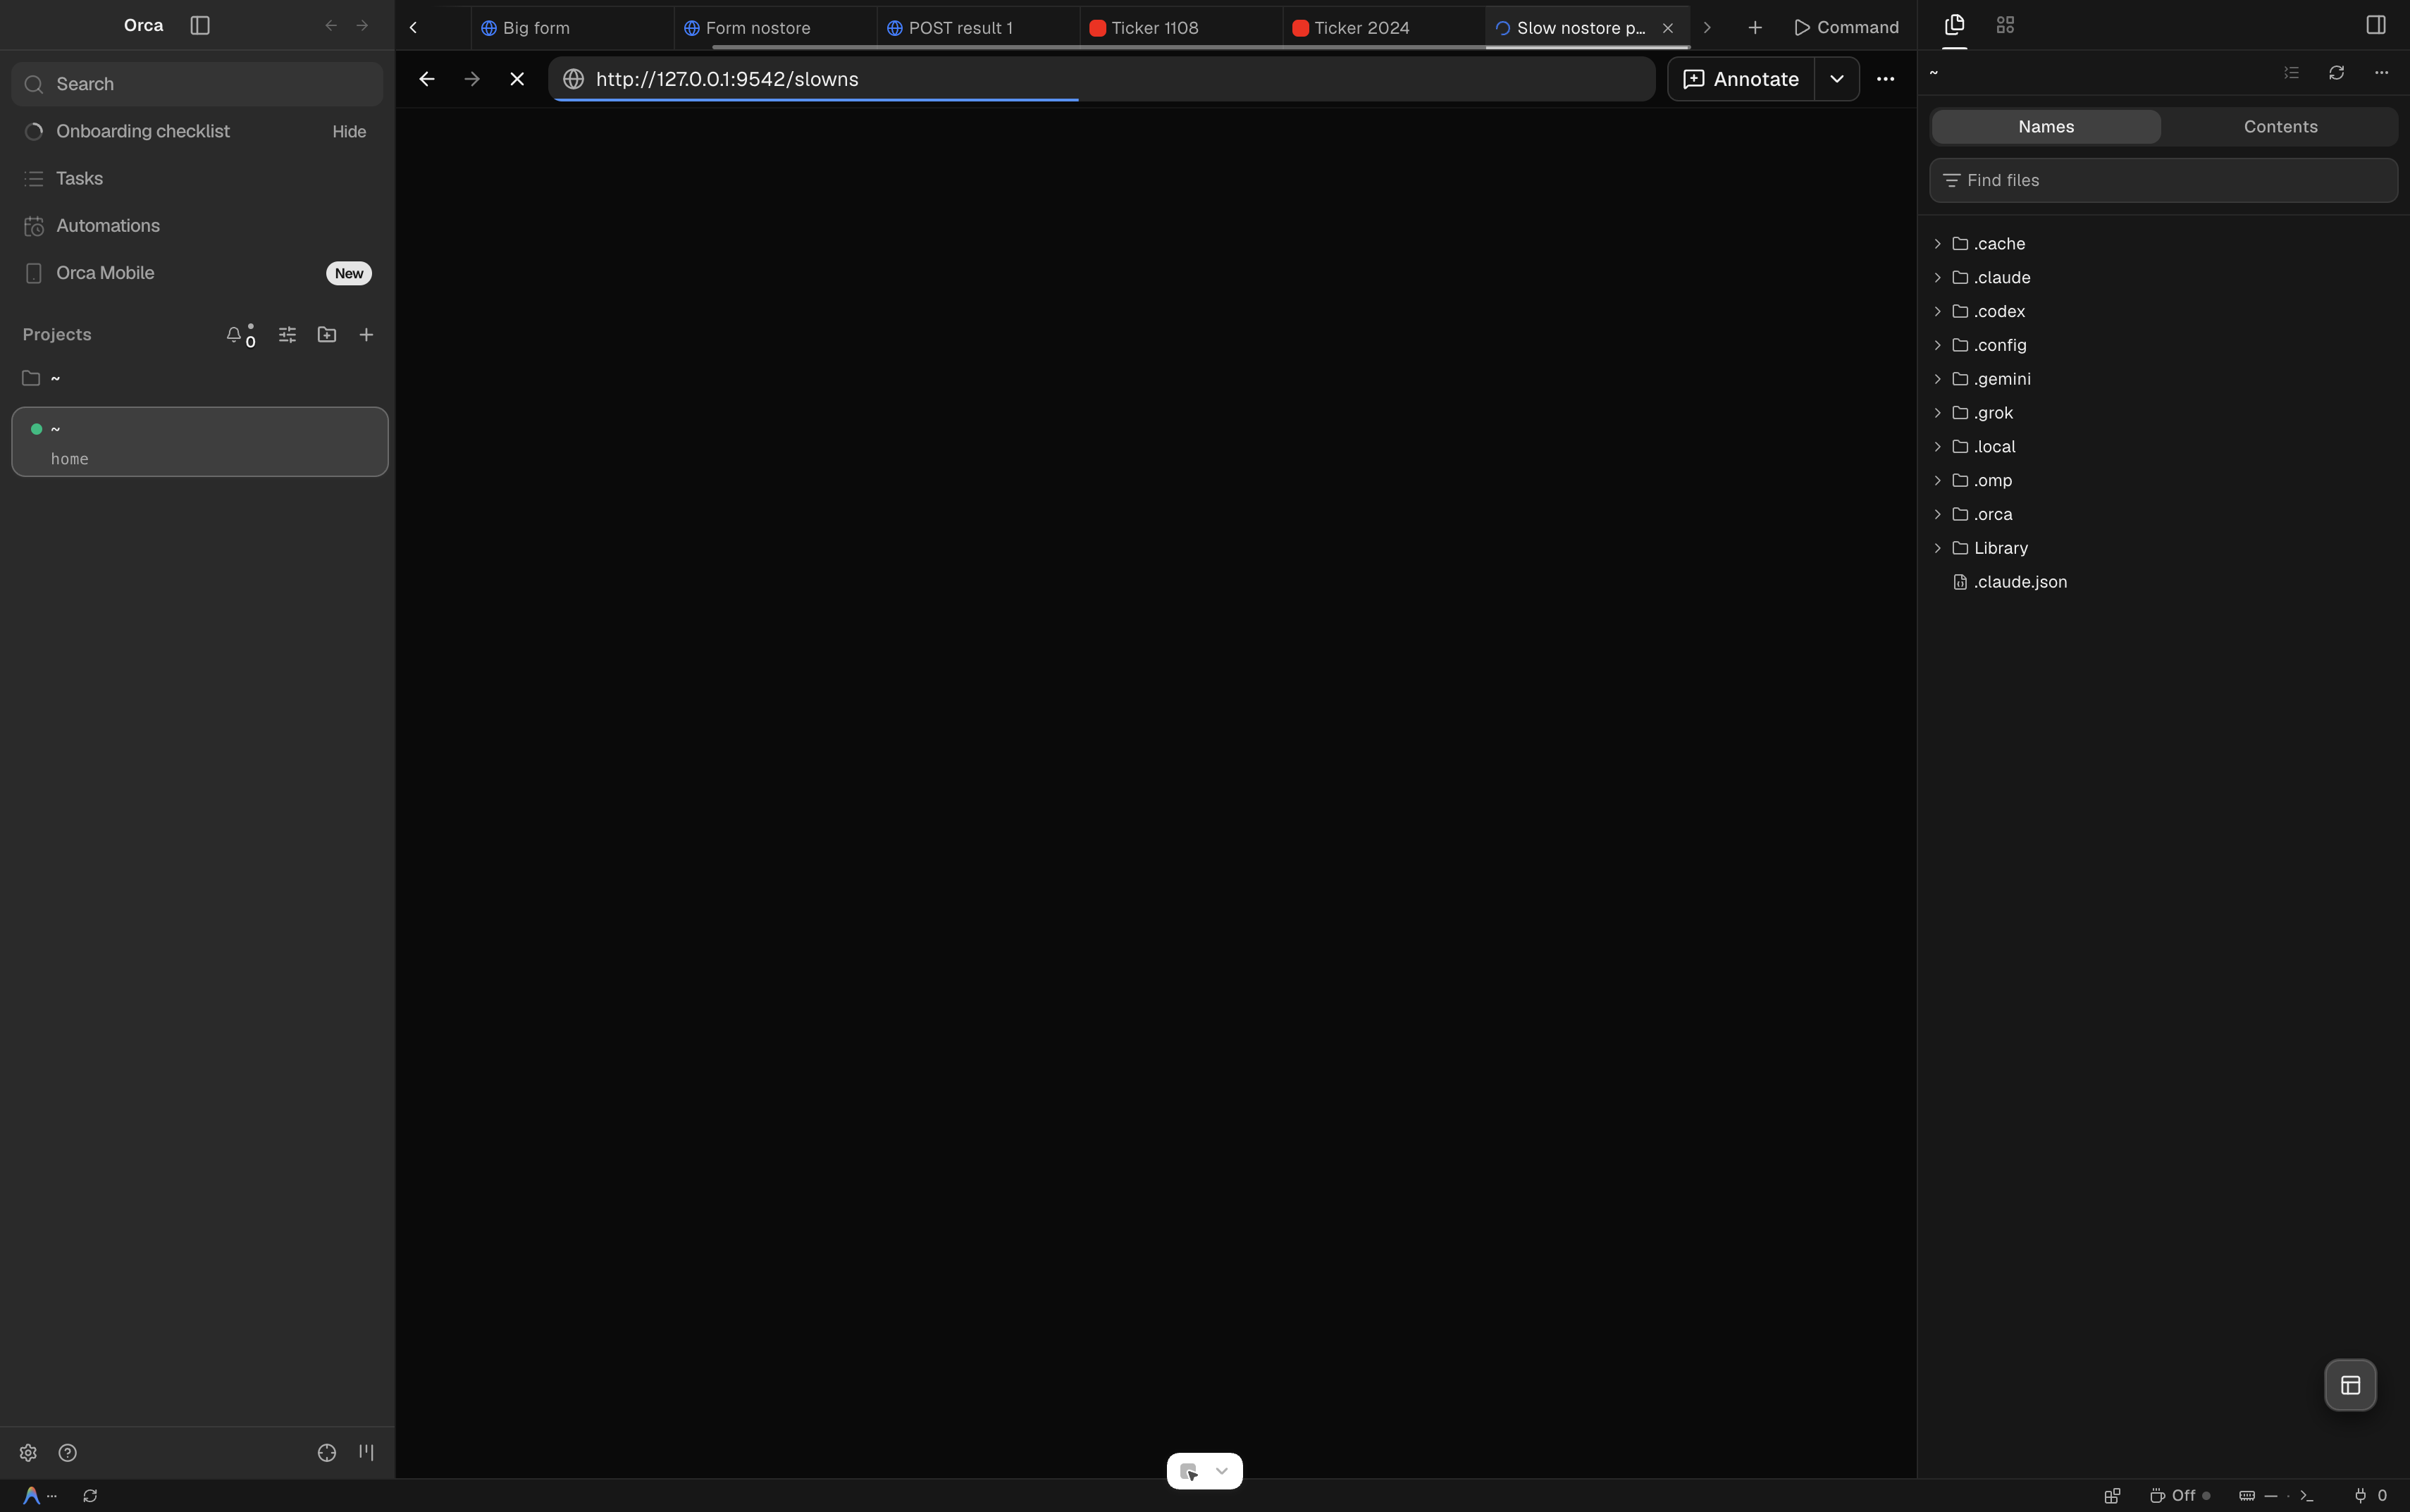 Orca
Search
Onboarding checklist
Hide
Tasks
Automations
Orca Mobile
New
Projects
0
~
~
home
Big form
Form nostore
POST result 1
Ticker 1108
Ticker 2024
Slow nostore p...
Command
http://127.0.0.1:9542/slowns
Annotate
~
Names
Contents
Find files
.cache
.claude
.codex
.config
.gemini
.grok
.local
.omp
.orca
Library
.claude.json
Off
— ·
0